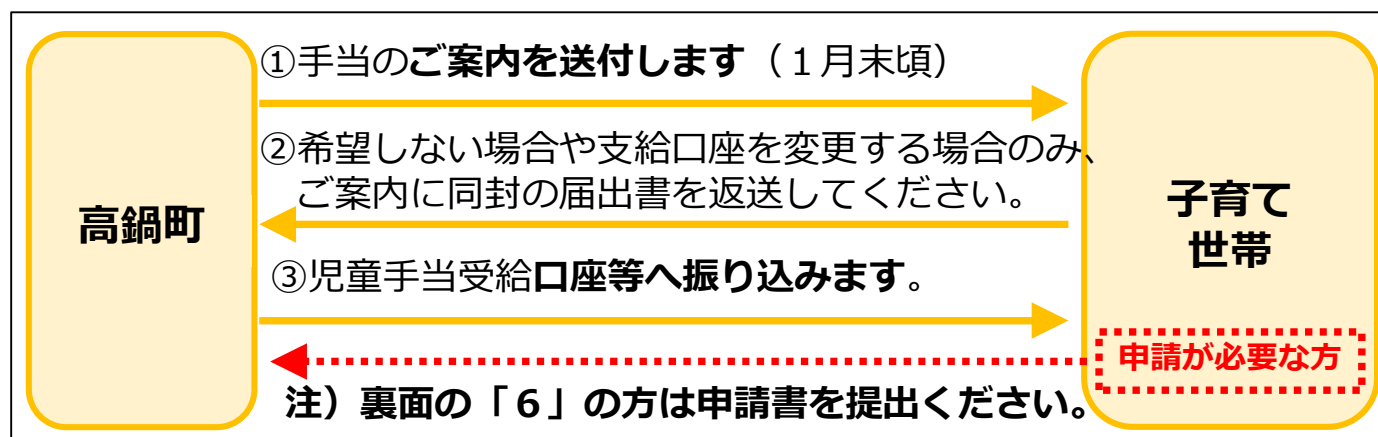 ①手当のご案内を送付します（１月末頃）
②希望しない場合や支給口座を変更する場合のみ、
ご案内に同封の届出書を返送してください。
高鍋町
子育て
世帯
③児童手当受給口座等へ振り込みます。
申請が必要な方
注）裏面の「６」の方は申請書を提出ください。